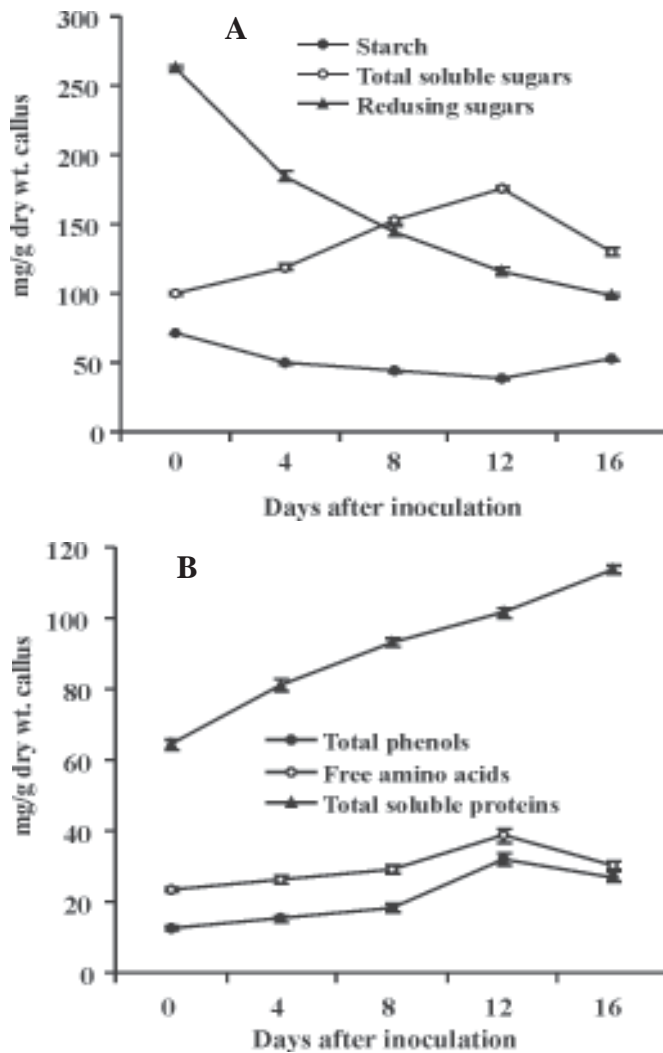 A
300
250
200
150
100
50
0
mg/g dry wt. callus
Starch
Total soluble sugars
Redusing sugars
0 4 8 12 16
Days after inoculation
B
120
100
80
60
40
20
0
mg/g dry wt. callus
Total phenols
Free amino acids
Total soluble proteins
0 4 8 12 16
Days after inoculation